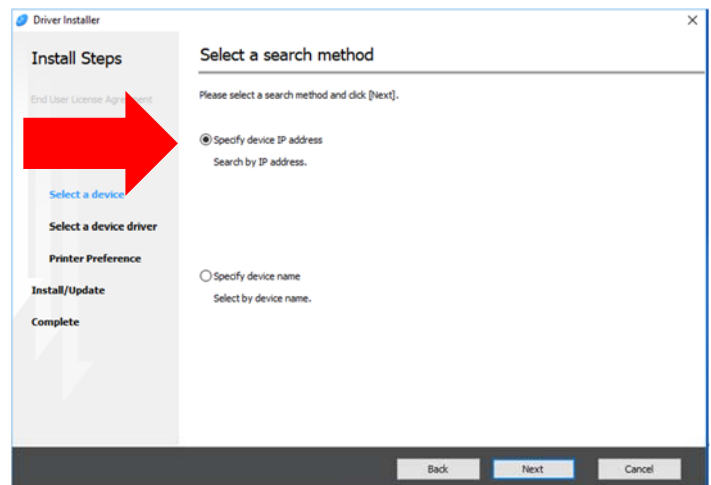 Driver Installer
Install Steps
End User License Agreement
Select a device
Select a device driver
Printer Preference
Install/Update
Complete
Select a search method
Please select a search method and click [Next].
Specify device IP address
Search by IP address.
Specify device name
Select by device name.
Back
Next
Cancel